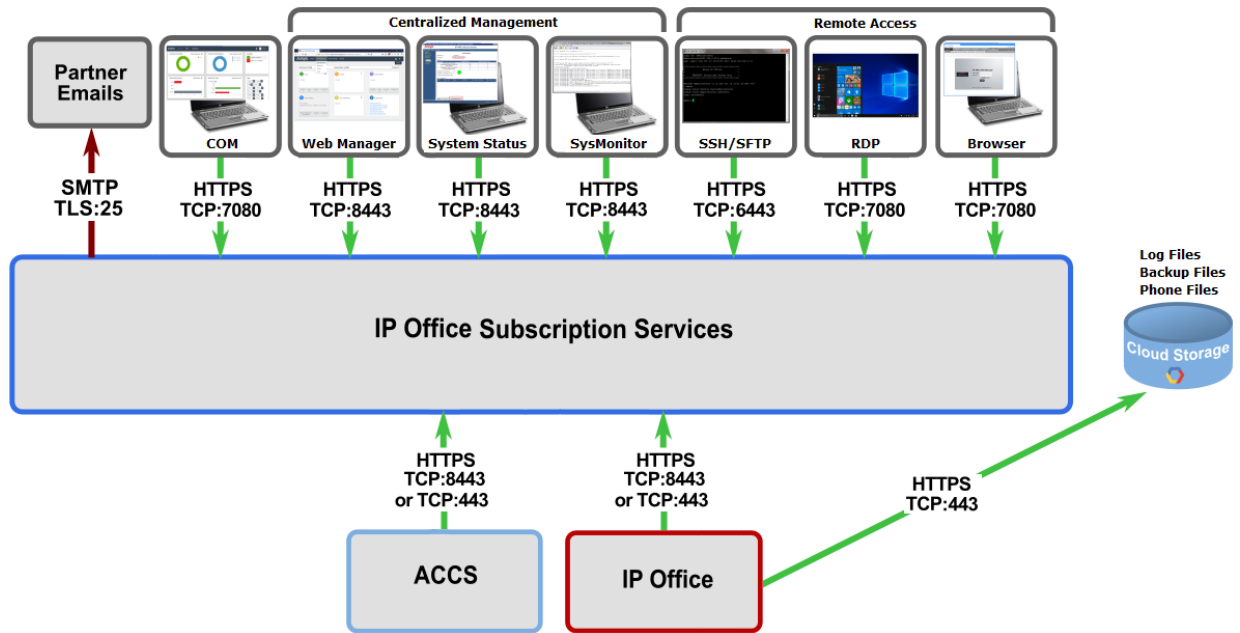 Centralized Management
Remote Access
Partner
Emails
COM
Web Manager
System Status
SysMonitor
SSH/SFTP
RDP
Browser
SMTP
TLS:25
HTTPS
TCP:7080
HTTPS
TCP:8443
HTTPS
TCP:8443
HTTPS
TCP:8443
HTTPS
TCP:6443
HTTPS
TCP:7080
HTTPS
TCP:7080
IP Office Subscription Services
Log Files
Backup Files
Phone Files
Cloud Storage
HTTPS
TCP:8443
or TCP:443
HTTPS
TCP:8443
or TCP:443
HTTPS
TCP:443
ACCS
IP Office